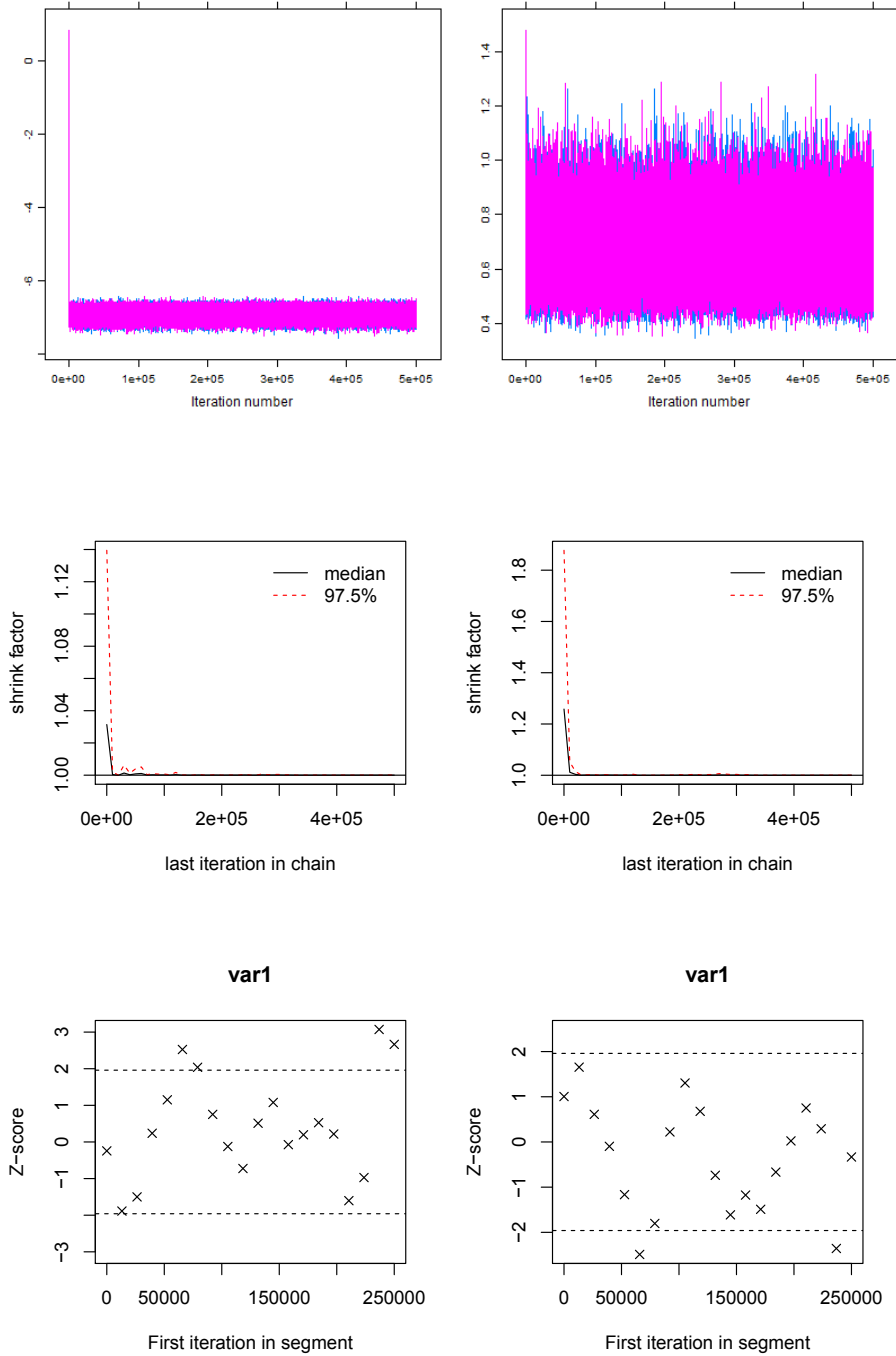 0
-2
-4
-6
0e+00 1e+05 2e+05 3e+05 4e+05 5e+05
Iteration number
1.4
1.2
1.0
0.8
0.6
0.4
0e+00 1e+05 2e+05 3e+05 4e+05 5e+05
Iteration number
shrink factor
1.12
1.08
1.04
1.00
median
97.5%
0e+00 2e+05 4e+05
last iteration in chain
shrink factor
1.8
1.6
1.4
1.2
1.0
median
97.5%
0e+00 2e+05 4e+05
last iteration in chain
var1
Z−score
3
2
1
0
−1
−3
0 50000 150000 250000
First iteration in segment
var1
Z−score
2
1
0
−1
−2
0 50000 150000 250000
First iteration in segment